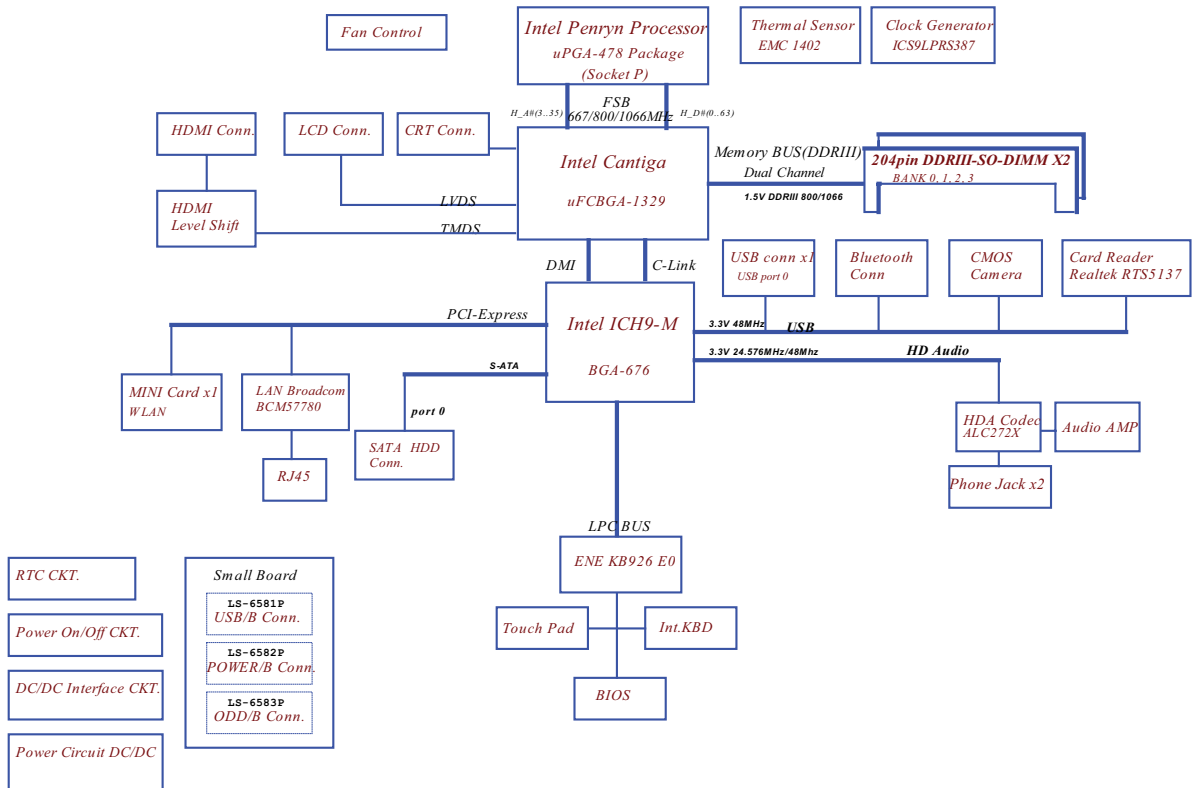 Fan Control
Intel Penryn Processor
uPGA-478 Package
(Socket P)
Thermal Sensor
EMC 1402
Clock Generator
ICS9LPRS387
H_A#(3..35)
FSB
667/800/1066MHz
H_D#(0..63)
HDMI Conn.
LCD Conn.
CRT Conn.
Intel Cantiga
uFCBGA-1329
Memory BUS(DDRIII)
Dual Channel
1.5V DDRIII 800/1066
204pin DDRIII-SO-DIMM X2
BANK 0, 1, 2, 3
HDMI
Level Shift
LVDS
TMDS
DMI
C-Link
USB conn x1
USB port 0
Bluetooth
Conn
CMOS
Camera
Card Reader
Realtek RTS5137
PCI-Express
Intel ICH9-M
BGA-676
3.3V 48MHz
USB
3.3V 24.576MHz/48Mhz
HD Audio
S-ATA
MINI Card x1
WLAN
LAN Broadcom
BCM57780
port 0
SATA HDD
Conn.
RJ45
HDA Codec
ALC272X
Audio AMP
Phone Jack x2
LPC BUS
ENE KB926 E0
Touch Pad
Int.KBD
BIOS
RTC CKT.
Power On/Off CKT.
DC/DC Interface CKT.
Power Circuit DC/DC
Small Board
LS-6581P
USB/B Conn.
LS-6582P
POWER/B Conn.
LS-6583P
ODD/B Conn.